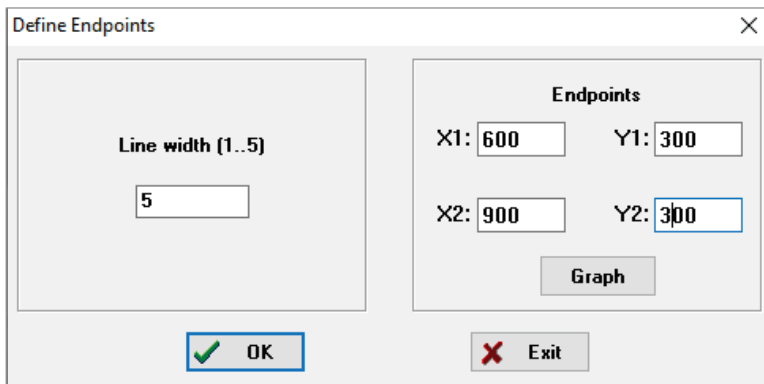 Define Endpoints
Line width (1..5)
5
Endpoints
X1: 600 Y1: 300
X2: 900 Y2: 300
Graph
OK Exit